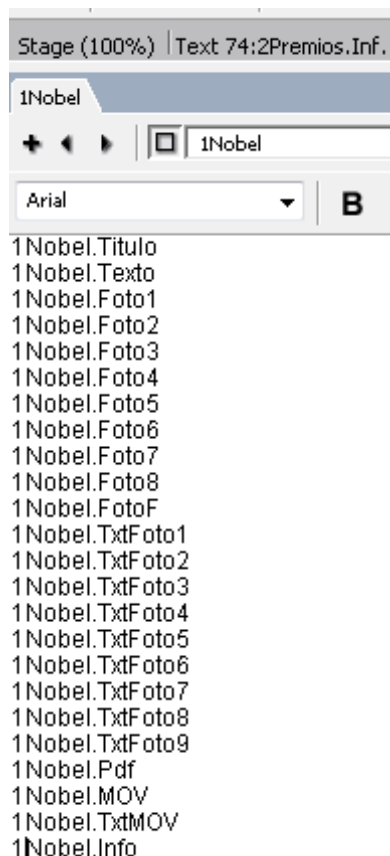 Stage (100%) Text 74:2Premios.Inf.
1Nobel
1Nobel
Arial B
1Nobel.Titulo
1Nobel.Texto
1Nobel.Foto1
1Nobel.Foto2
1Nobel.Foto3
1Nobel.Foto4
1Nobel.Foto5
1Nobel.Foto6
1Nobel.Foto7
1Nobel.Foto8
1Nobel.FotoF
1Nobel.TxtFoto1
1Nobel.TxtFoto2
1Nobel.TxtFoto3
1Nobel.TxtFoto4
1Nobel.TxtFoto5
1Nobel.TxtFoto6
1Nobel.TxtFoto7
1Nobel.TxtFoto8
1Nobel.TxtFoto9
1Nobel.Pdf
1Nobel.MOV
1Nobel.TxtMOV
1Nobel.Info